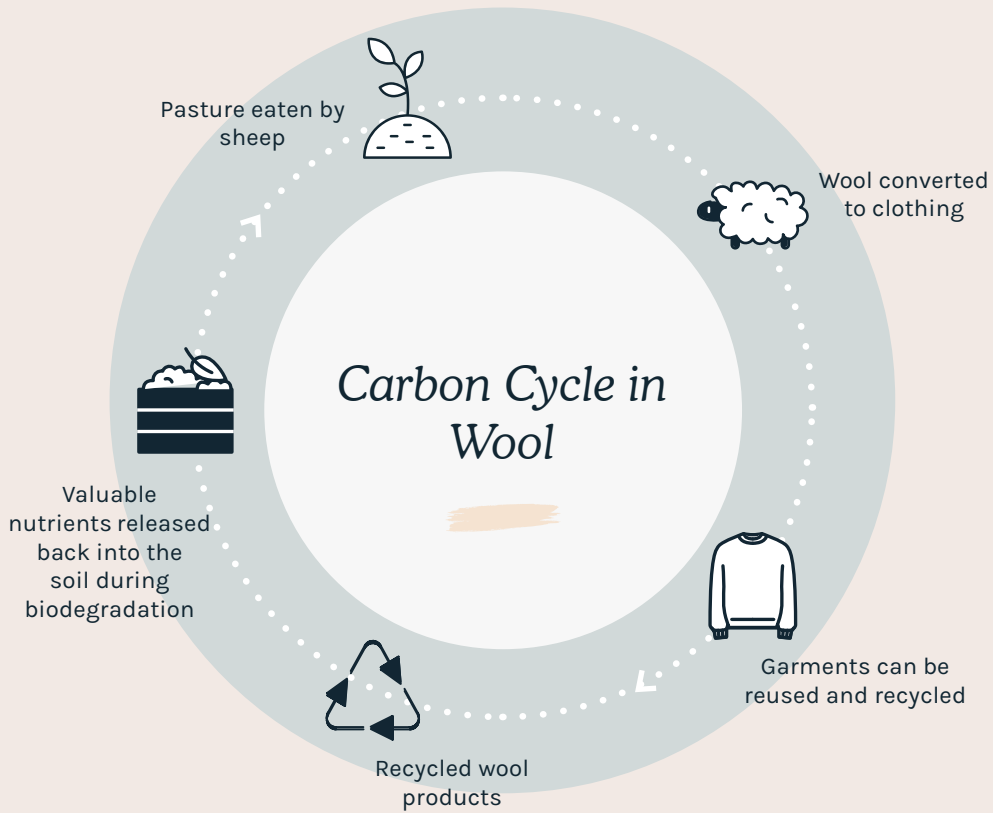 Pasture eaten by
sheep
Wool converted
to clothing
Carbon Cycle in
Wool
Valuable
nutrients released
back into the
soil during
biodegradation
Garments can be
reused and recycled
Recycled wool
products